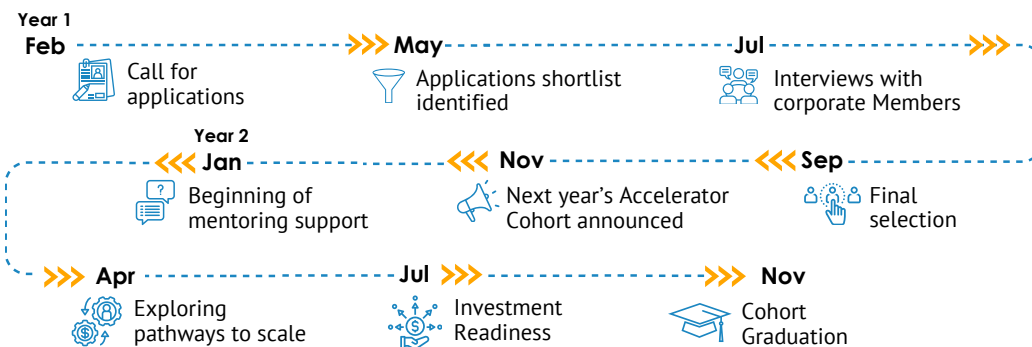 Year 1
Feb
May
Jul
Call for
applications
Applications shortlist
identified
Interviews with
corporate Members
Year 2
Sep
Nov
Jan
Final
selection
Next year's Accelerator
Cohort announced
Beginning of
mentoring support
Apr
Jul
Nov
Exploring
pathways to scale
Investment
Readiness
Cohort
Graduation